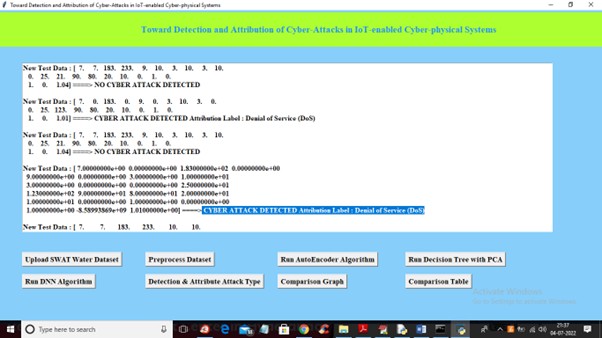 Toward Detection and Attribution of Cyber-Attacks in IoT-enabled Cyber-physical Systems
Toward Detection and Attribution of Cyber-Attacks in IoT-enabled Cyber-physical Systems
New Test Data : [ 7. 7. 183. 233. 9. 10. 3. 10. 3. 10.
0. 25. 21. 90. 80. 20. 10. 0. 1. 0.
1. 0. 1.04] ====> NO CYBER ATTACK DETECTED
New Test Data : [ 7. 0. 183. 0. 9. 0. 3. 10. 3. 0.
0. 25. 123. 90. 80. 20. 10. 0. 1. 0.
1. 0. 1.01] ====> CYBER ATTACK DETECTED Attribution Label : Denial of Service (DoS)
New Test Data : [ 7. 7. 183. 233. 9. 10. 3. 10. 3. 10.
0. 25. 21. 90. 80. 20. 10. 0. 1. 0.
1. 0. 1.04] ====> NO CYBER ATTACK DETECTED
New Test Data : [ 7.00000000e+00 0.00000000e+00 1.83000000e+02 0.00000000e+00
9.00000000e+00 0.00000000e+00 3.00000000e+00 1.00000000e+01
3.00000000e+00 0.00000000e+00 0.00000000e+00 2.50000000e+01
1.23000000e+02 9.00000000e+01 8.00000000e+01 2.00000000e+01
1.00000000e+01 0.00000000e+00 1.00000000e+00 0.00000000e+00
1.00000000e+00 -8.58993869e+09 1.01000000e+00] ====> CYBER ATTACK DETECTED Attribution Label : Denial of Service (DoS)
New Test Data : [ 7. 7. 183. 233. 10. 10.
Upload SWAT Water Dataset
Preprocess Dataset
Run AutoEncoder Algorithm
Run Decision Tree with PCA
Run DNN Algorithm
Detection & Attribute Attack Type
Comparison Graph
Comparison Table
Activate Windows
Go to Settings to activate Windows.
Type here to search
21:37
04-07-2022